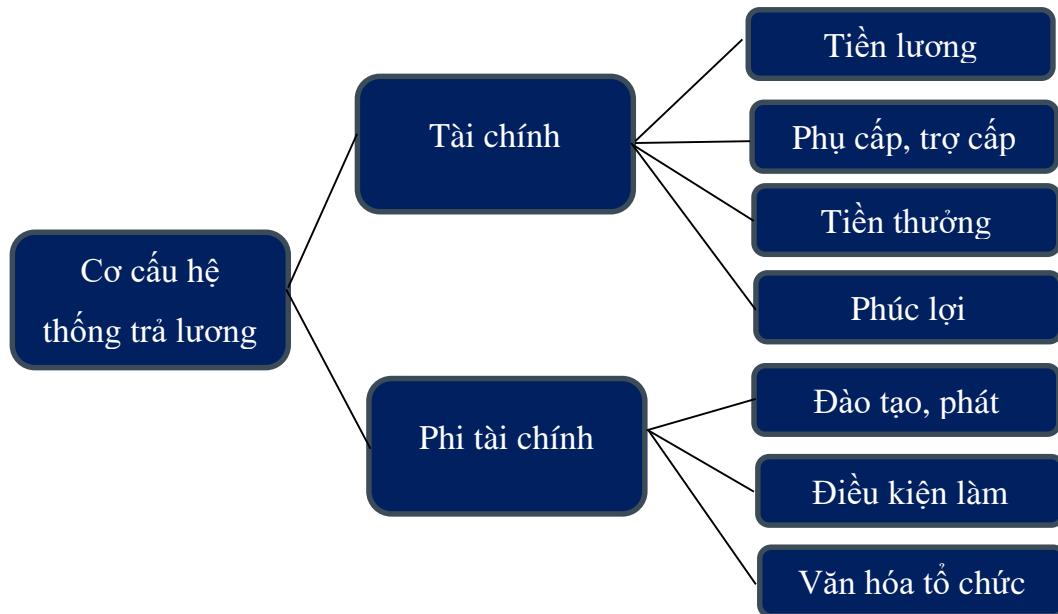 Cơ cấu hệ
thống trả lương
Tài chính
Phi tài chính
Tiền lương
Phụ cấp, trợ cấp
Tiền thưởng
Phúc lợi
Đào tạo, phát
Điều kiện làm
Văn hóa tổ chức